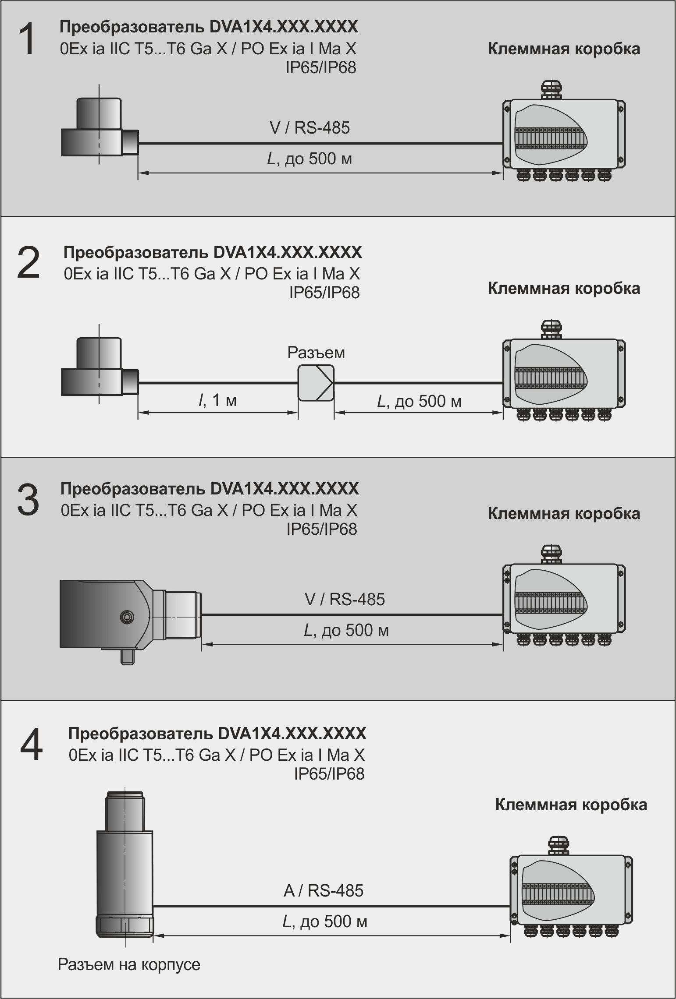 1
Преобразователь DVA1X4.XXX.XXXX
0Ex ia IIC T5...T6 Ga X / PO Ex ia I Ma X
IP65/IP68
Клеммная коробка
V / RS-485
L, до 500 м
2
Преобразователь DVA1X4.XXX.XXXX
0Ex ia IIC T5...T6 Ga X / PO Ex ia I Ma X
IP65/IP68
Клеммная коробка
Разъем
l, 1 м
L, до 500 м
3
Преобразователь DVA1X4.XXX.XXXX
0Ex ia IIC T5...T6 Ga X / PO Ex ia I Ma X
IP65/IP68
Клеммная коробка
V / RS-485
L, до 500 м
4
Преобразователь DVA1X4.XXX.XXXX
0Ex ia IIC T5...T6 Ga X / PO Ex ia I Ma X
IP65/IP68
Клеммная коробка
A / RS-485
L, до 500 м
Разъем на корпусе